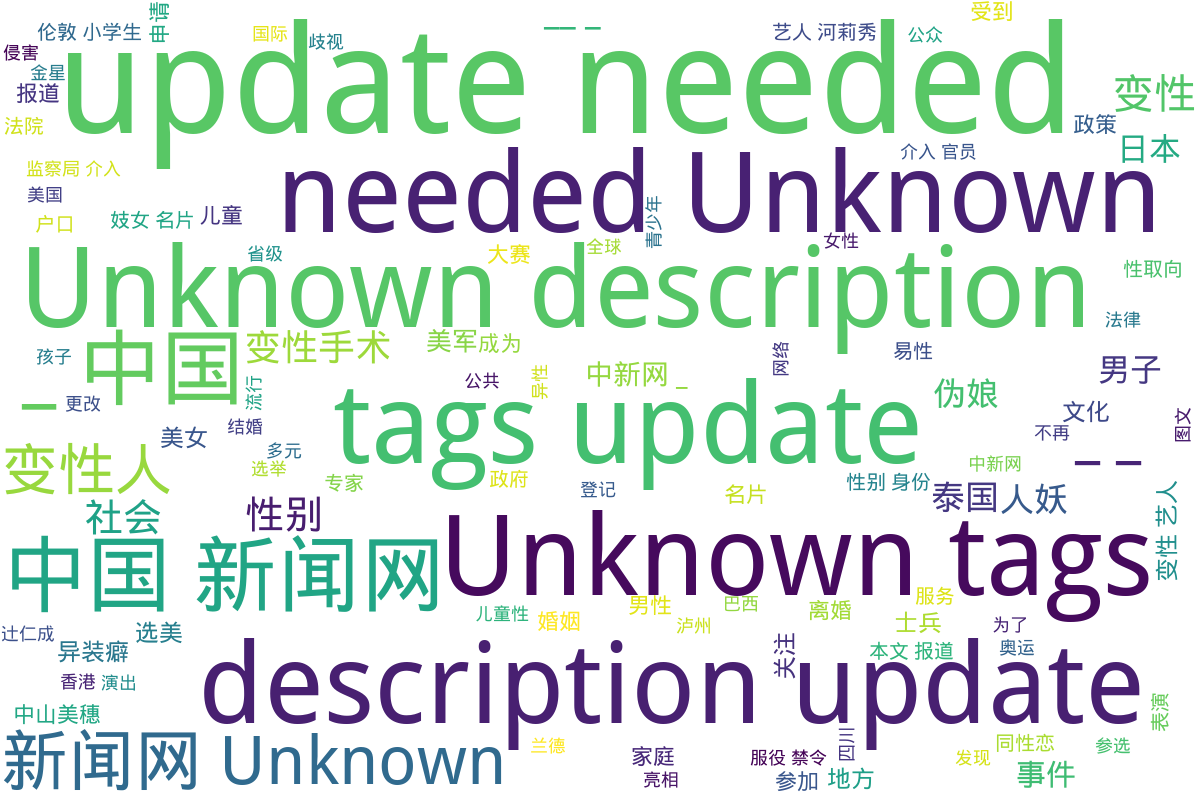 伦敦 小学生
申请
国际
歧视
__ _
艺人 河莉秀
公众
受到
侵害
金星
报道
法院
update needed
变性
政策
日本
监察局 介入
美国
户口
妓女 名片
儿童
needed Unknown
介入 官员
青少年
女性
省级
大赛
全球
Unknown description
性取向
法律
孩子
中国
变性手术
美军
成为
网络
易性
男子
_
更改
流行
公共
异性
中新网 _
伪娘
文化
图文
美女
结婚
多元
tags update
不再
_ _
变性人
选举
专家
政府
登记
名片
性别 身份
中新网
泰国
人妖
社会
性别
变性 艺人
中国 新闻网
Unknown tags
辻仁成
选美
儿童性
婚姻
男性
泸州
巴西
离婚
服务
士兵
为了
异装癖
香港
演出
关注
本文 报道
奥运
中山美穗
description update
表演
新闻网 Unknown
兰德
家庭
亮相
服役 禁令
四川
参加
地方
发现
同性恋
事件
参选